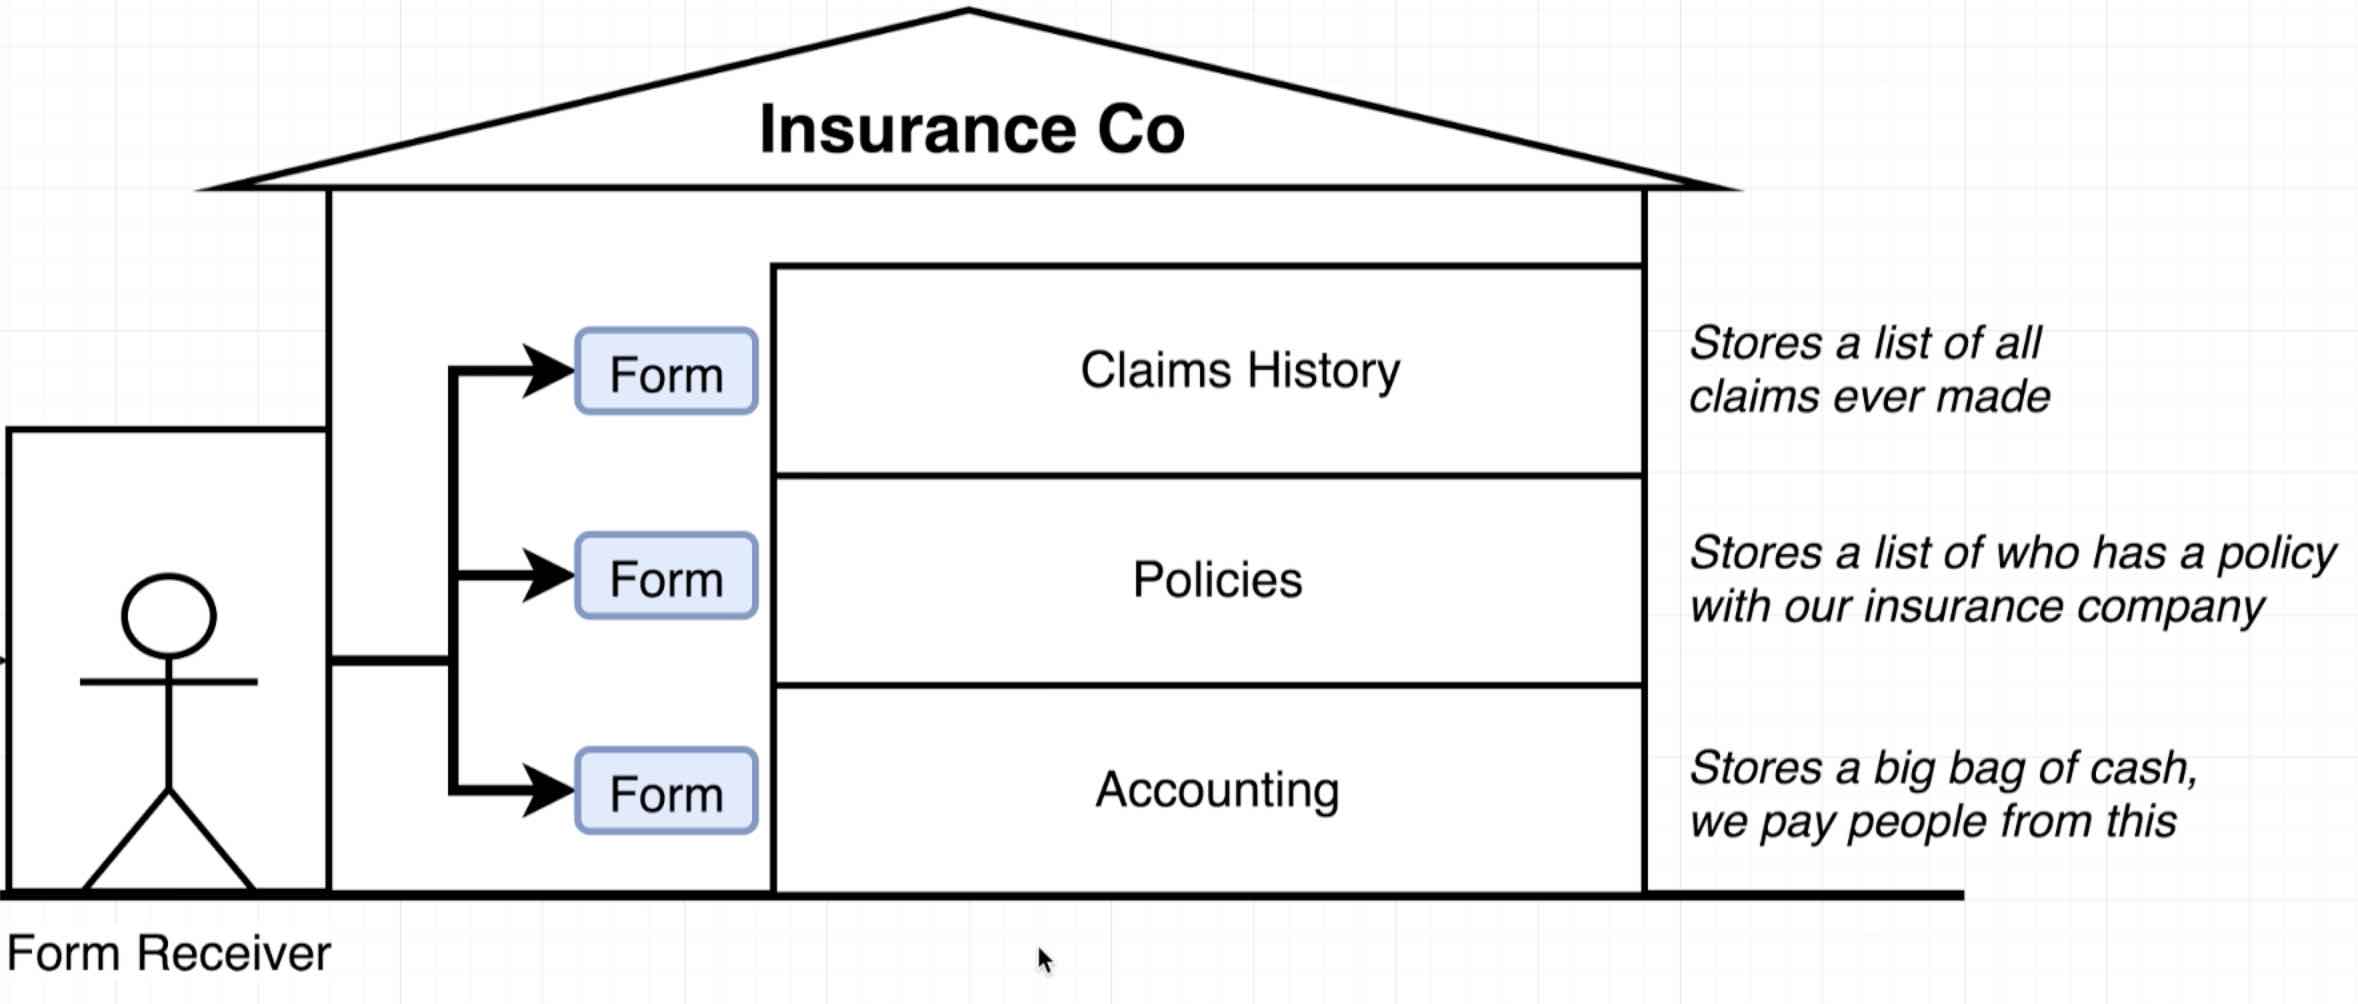 Insurance Co
Form
Claims History
Stores a list of all
claims ever made
Form
Policies
Stores a list of who has a policy
with our insurance company
Form
Accounting
Stores a big bag of cash,
we pay people from this
Form Receiver